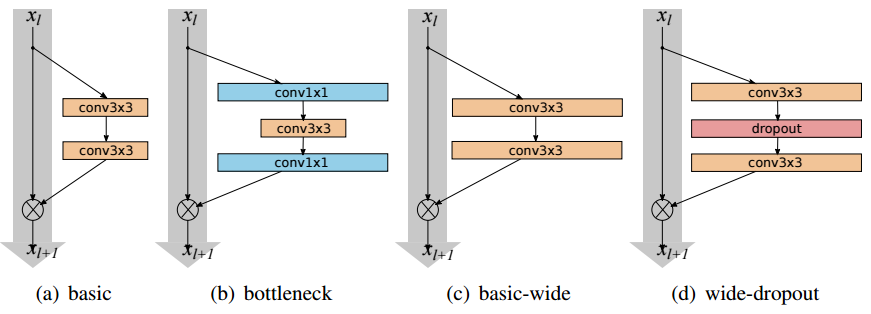 x_l
conv3x3
conv3x3
x_{l+1}
(a) basic
x_l
conv1x1
conv3x3
conv1x1
x_{l+1}
(b) bottleneck
x_l
conv3x3
conv3x3
x_{l+1}
(c) basic-wide
x_l
conv3x3
dropout
conv3x3
x_{l+1}
(d) wide-dropout